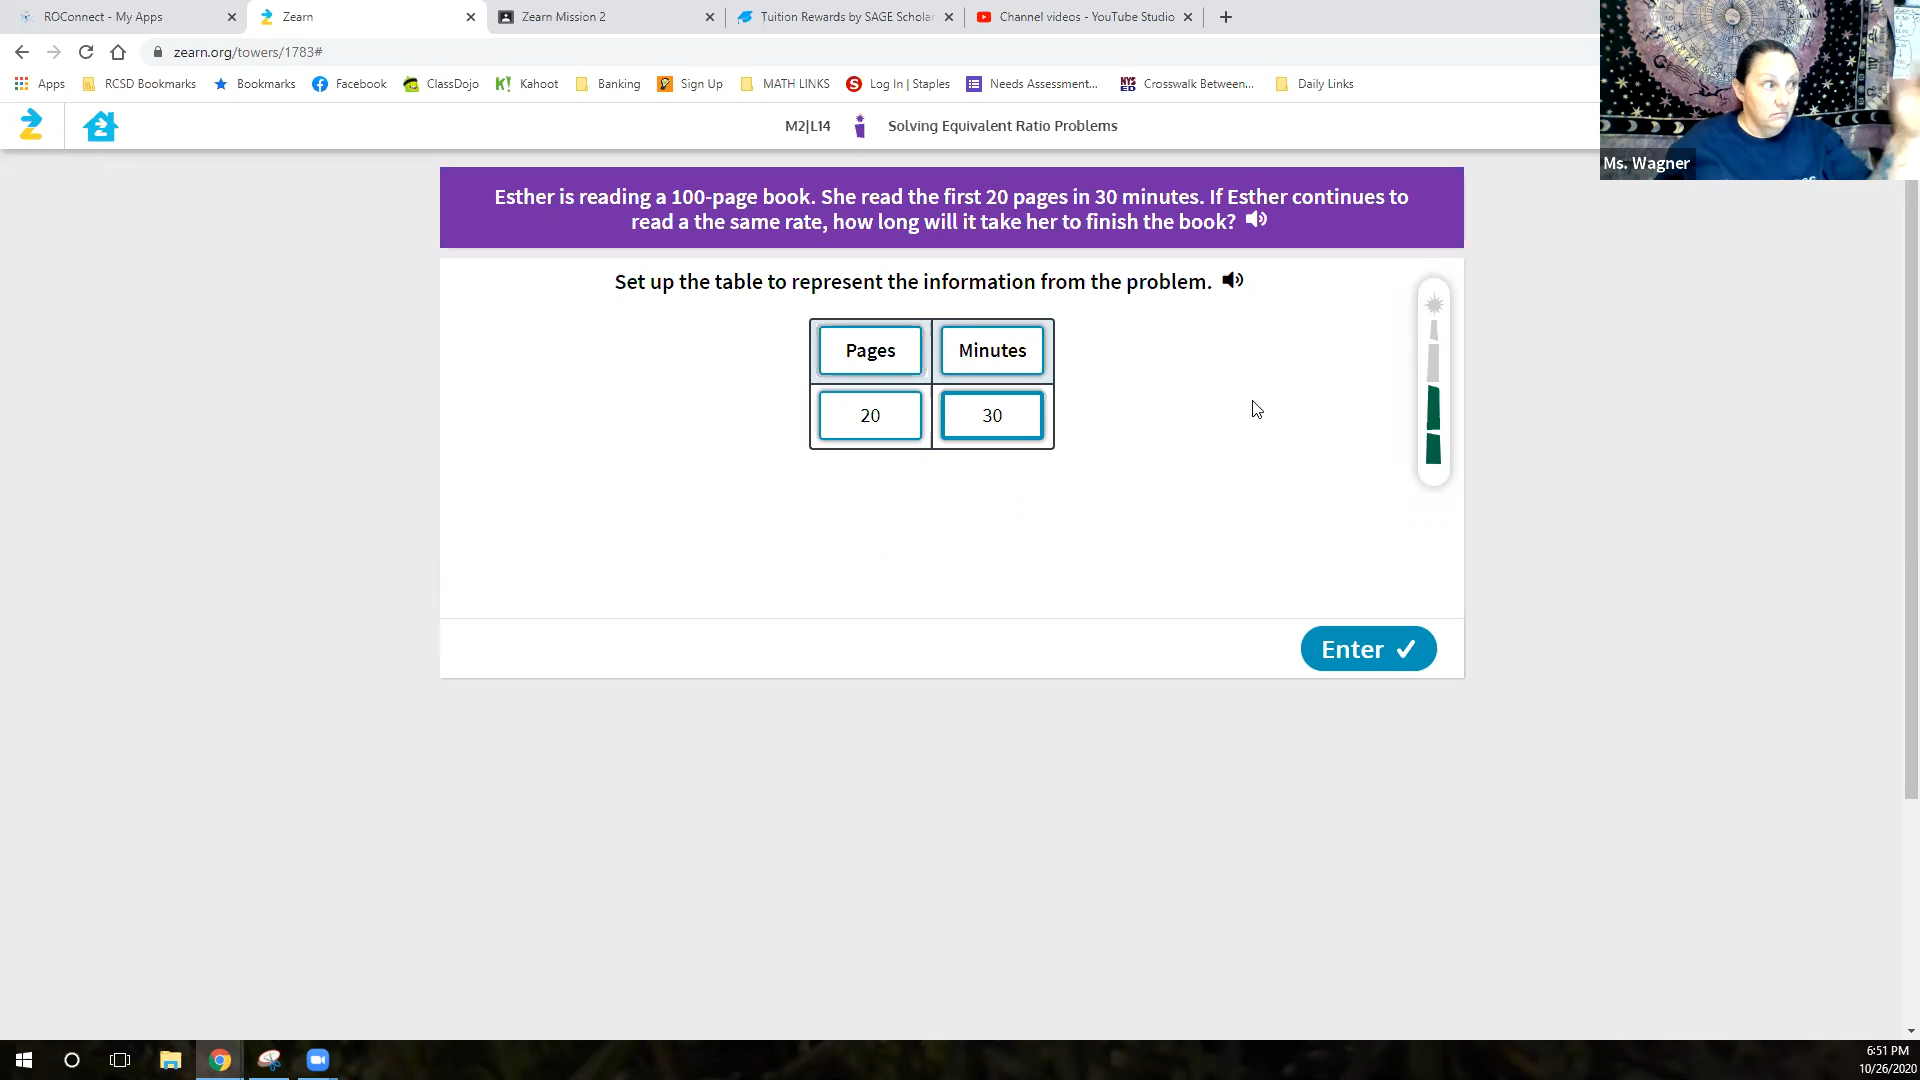 ROConnect - My Apps
Zearn
Zearn Mission 2
Tuition Rewards by SAGE Schola
Channel videos - YouTube Studio
zearn.org/towers/1783#
Apps
RCSD Bookmarks
Bookmarks
Facebook
ClassDojo
Kahoot
Banking
Sign Up
MATH LINKS
Log In | Staples
Needs Assessment...
NYS ED
Crosswalk Between...
Daily Links
M2|L14
Solving Equivalent Ratio Problems
Ms. Wagner
Esther is reading a 100-page book. She read the first 20 pages in 30 minutes. If Esther continues to
read a the same rate, how long will it take her to finish the book?
Set up the table to represent the information from the problem.
Pages Minutes
20 30
Enter
6:51 PM
10/26/2020